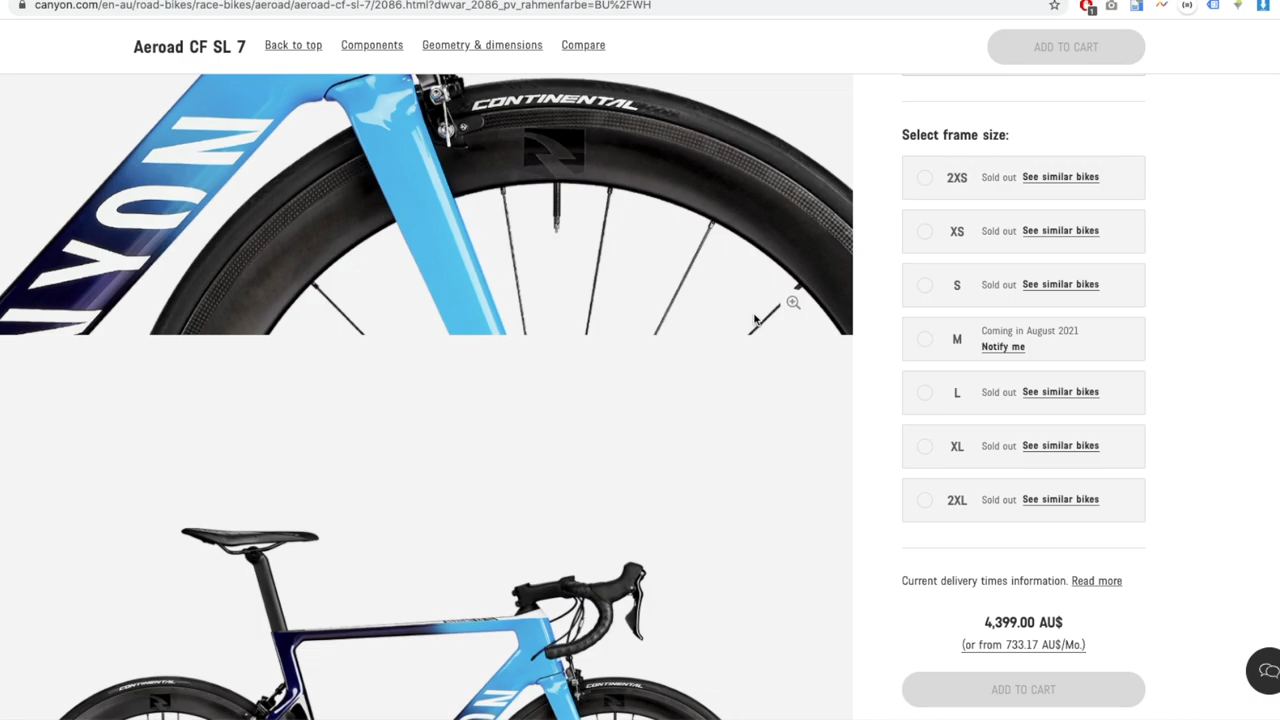 canyon.com/en-au/road-bikes/race-bikes/aeroad/aeroad-cf-sl-7/2086.html?dwvar_2086_pv_rahmenfarbe=BU%2FWH
Aeroad CF SL 7
Back to top
Components
Geometry & dimensions
Compare
ADD TO CART
CONTINENTAL
NYON
Select frame size:
2XS Sold out See similar bikes
XS Sold out See similar bikes
S Sold out See similar bikes
M Coming in August 2021
Notify me
L Sold out See similar bikes
XL Sold out See similar bikes
2XL Sold out See similar bikes
Current delivery times information. Read more
4,399.00 AU$
(or from 733.17 AU$/Mo.)
ADD TO CART
CONTINENTAL
CONTINENTAL
YON